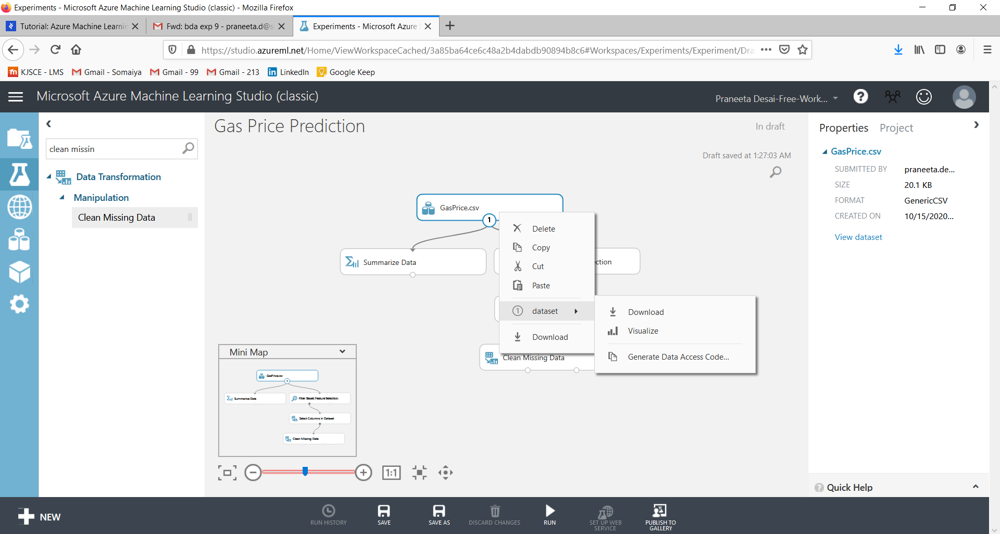 Experiments - Microsoft Azure Machine Learning Studio (classic) - Mozilla Firefox
Tutorial: Azure Machine Learnin
Fwd: bda exp 9 - praneeta.d@s
Experiments - Microsoft Azure
https://studio.azureml.net/Home/ViewWorkspaceCached/3a85ba64ce6c48a2b4dabdb90894b8c6#Workspaces/Experiments/Experiment/Dra
KJSCE - LMS
Gmail - Somaiya
Gmail - 99
Gmail - 213
LinkedIn
Google Keep
Microsoft Azure Machine Learning Studio (classic)
Praneeta Desai-Free-Work...
clean missin
Data Transformation
Manipulation
Clean Missing Data
Gas Price Prediction
In draft
Draft saved at 1:27:03 AM
GasPrice.csv
1
Summarize Data
ction
Clean Missing Data
Delete
Copy
Cut
Paste
1 dataset
Download
Download
Visualize
Generate Data Access Code...
Mini Map
GasPrice.csv
1
Summarize Data
Filter Based Feature Selection
Select Columns in Dataset
Clean Missing Data
1:1
Properties
Project
GasPrice.csv
SUBMITTED BY praneeta.de...
SIZE 20.1 KB
FORMAT GenericCSV
CREATED ON 10/15/2020...
View dataset
Quick Help
NEW
RUN HISTORY
SAVE
SAVE AS
DISCARD CHANGES
RUN
SET UP WEB
SERVICE
PUBLISH TO
GALLERY